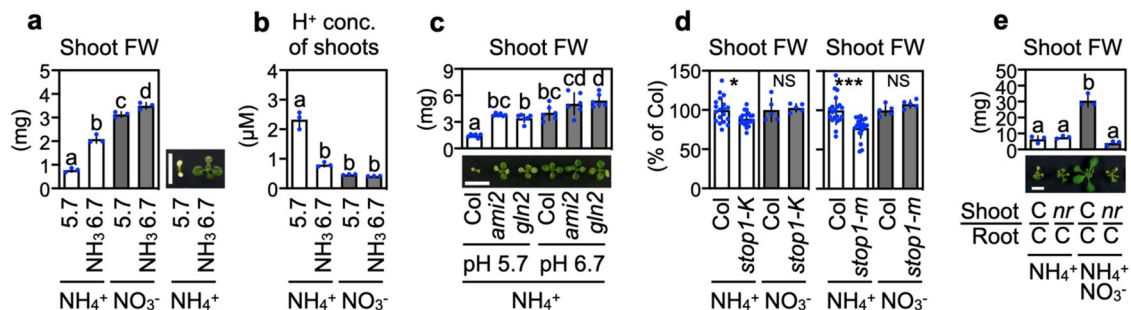 a
Shoot FW
(mg)
5
4
3
2
1
0
a
b
c
d
5.7
NH₃ 6.7
5.7
NH₃ 6.7
5.7
NH₃ 6.7
NH₄⁺ NO₃⁻ NH₄⁺
b
H⁺ conc.
of shoots
(μM)
3
2
1
0
a
b
b
b
5.7
NH₃ 6.7
5.7
NH₃ 6.7
NH₄⁺ NO₃⁻
c
Shoot FW
(mg)
9
6
3
0
a
bc
b
bc
cd
d
Col
ami2
gln2
Col
ami2
gln2
pH 5.7 pH 6.7
NH₄⁺
d
Shoot FW Shoot FW
(% of Col)
150
100
50
0
*
NS
***
NS
Col
stop1-K
Col
stop1-K
Col
stop1-m
Col
stop1-m
NH₄⁺ NO₃⁻ NH₄⁺ NO₃⁻
e
Shoot FW
(mg)
50
40
30
20
10
0
a
a
b
a
Shoot C nr C nr
Root C C C C
NH₄⁺ NH₄⁺
NO₃⁻